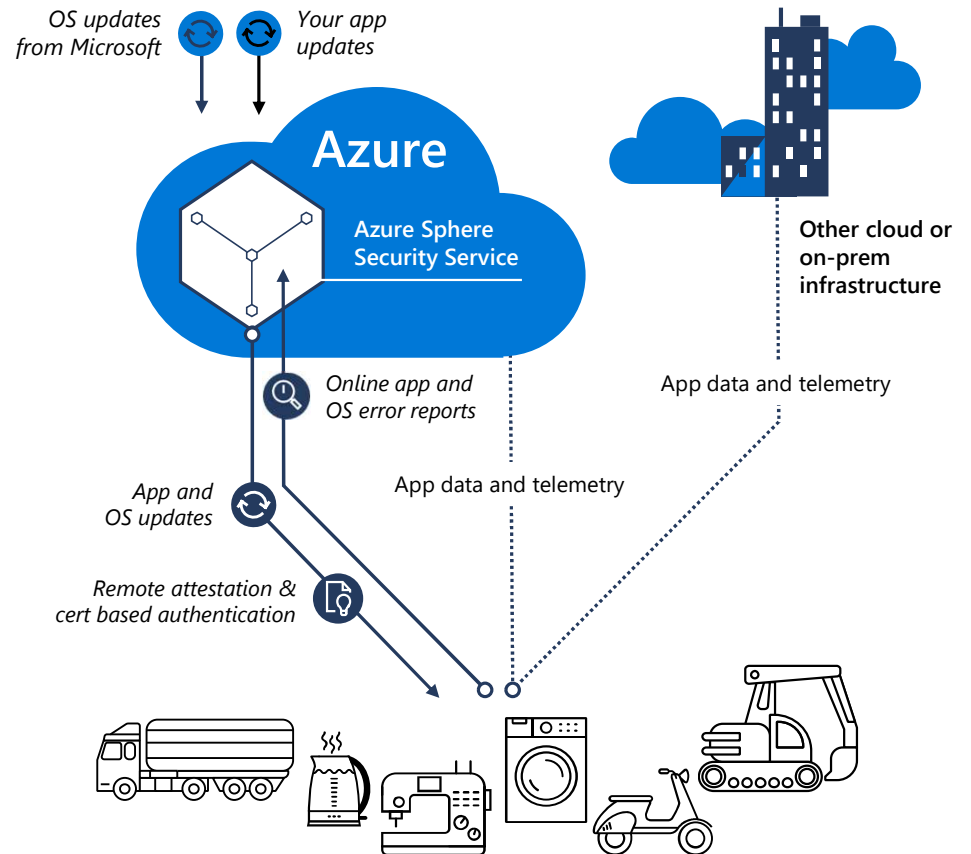 OS updates
from Microsoft
Your app
updates
Azure
Azure Sphere
Security Service
Other cloud or
on-prem
infrastructure
Online app and
OS error reports
App data and telemetry
App data and telemetry
App and
OS updates
Remote attestation &
cert based authentication